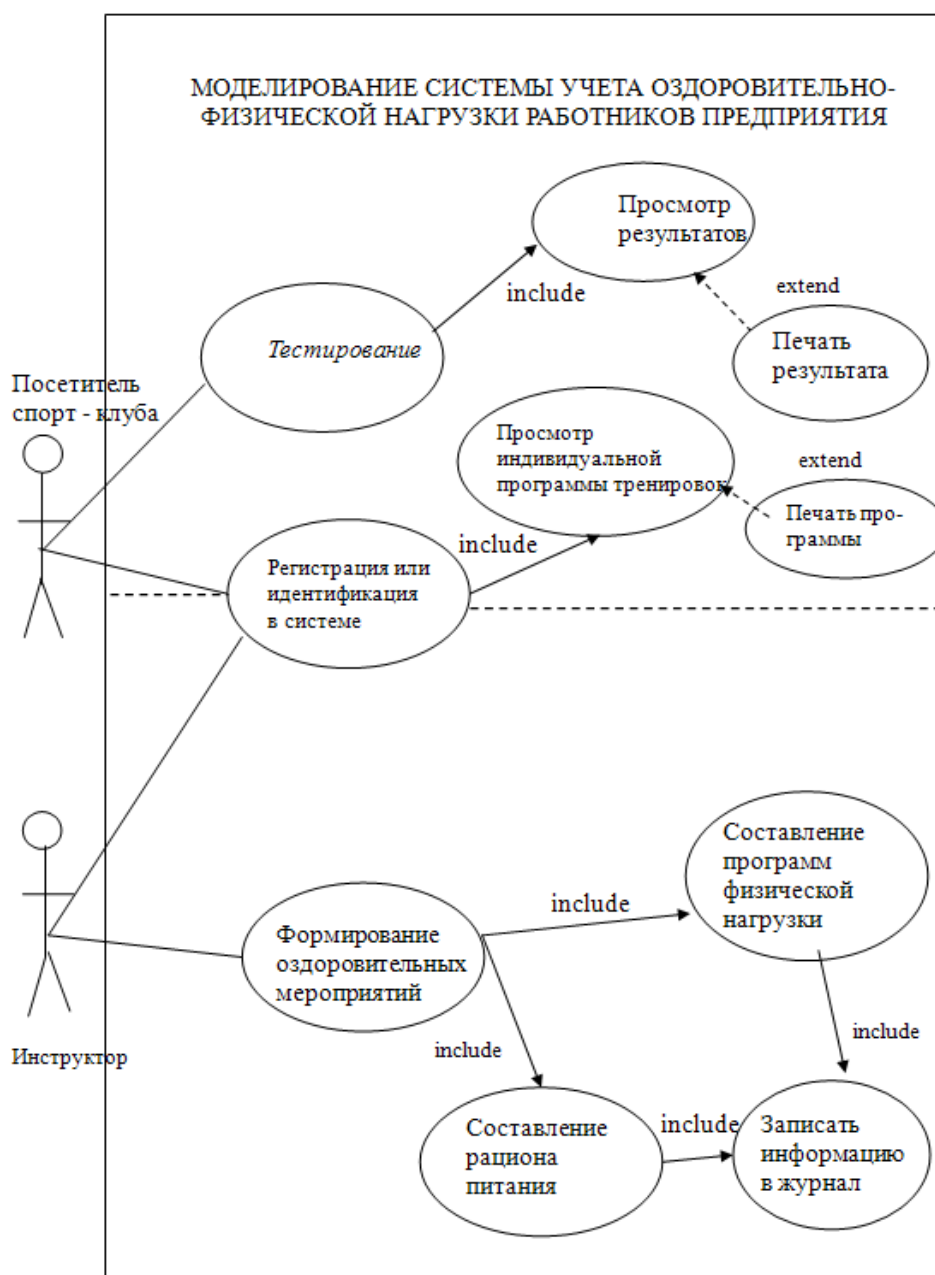 МОДЕЛИРОВАНИЕ СИСТЕМЫ УЧЕТА ОЗДОРОВИТЕЛЬНО-
ФИЗИЧЕСКОЙ НАГРУЗКИ РАБОТНИКОВ ПРЕДПРИЯТИЯ
Просмотр
результатов
include
extend
Тестирование
Печать
результата
Посетитель
спорт - клуба
Просмотр
индивидуальной
программы тренировок
extend
Печать про-
граммы
include
Регистрация или
идентификация
в системе
Составление
программ
физической
нагрузки
include
Формирование
оздоровительных
мероприятий
Инструктор
include
include
Составление
рациона
питания
include
Записать
информацию
в журнал